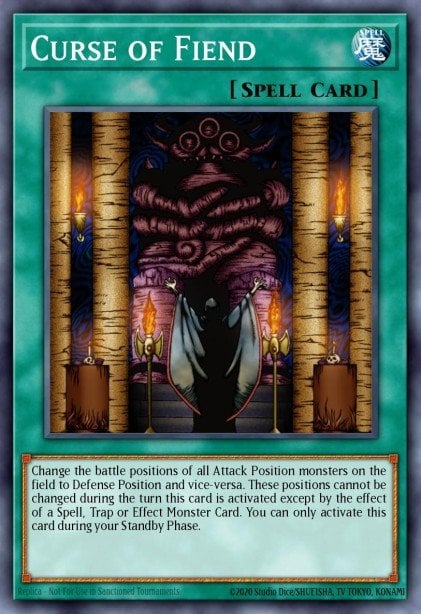 CURSE OF FIEND
SPELL
魔
[ SPELL CARD ]
Change the battle positions of all Attack Position monsters on the
field to Defense Position and vice-versa. These positions cannot be
changed during the turn this card is activated except by the effect
of a Spell, Trap or Effect Monster Card. You can only activate this
card during your Standby Phase.
Replica - Not For Use in Sanctioned Tournaments
©2020 Studio Dice/SHUEISHA, TV TOKYO, KONAMI